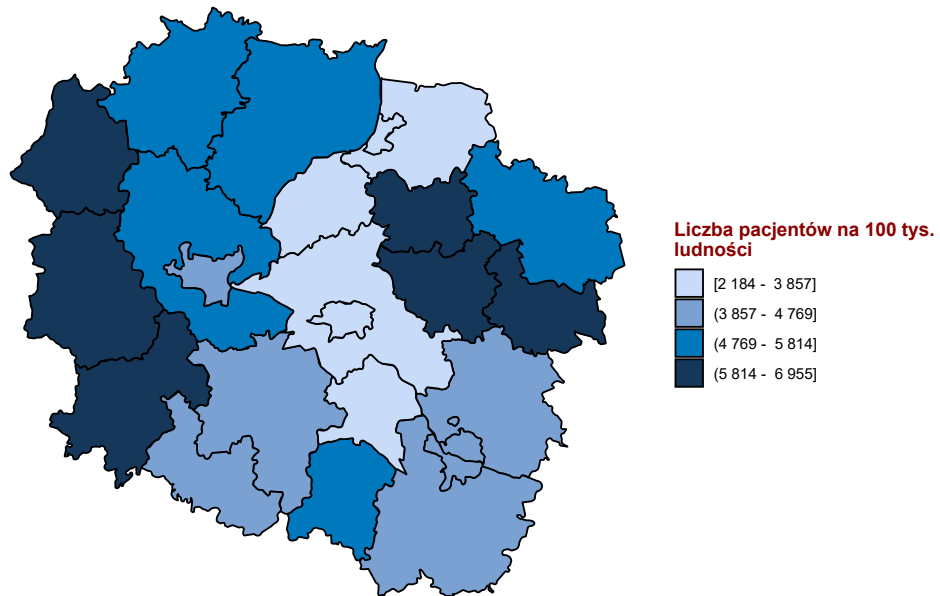 Liczba pacjentów na 100 tys.
ludności
[2 184 - 3 857]
(3 857 - 4 769]
(4 769 - 5 814]
(5 814 - 6 955]